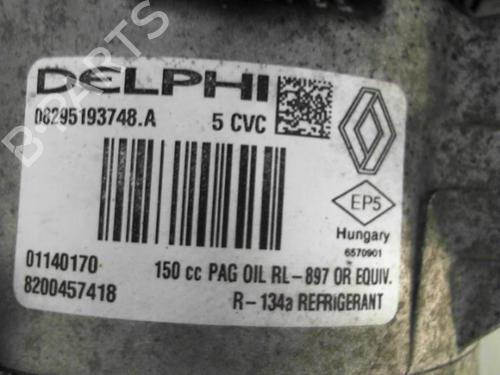 DELPHI
08295193748.A 5 CVC
EP5
Hungary
6570901
01140170
150 cc PAG OIL RL-897 OR EQUIV.
8200457418
R-134a REFRIGERANT
B-PARTS